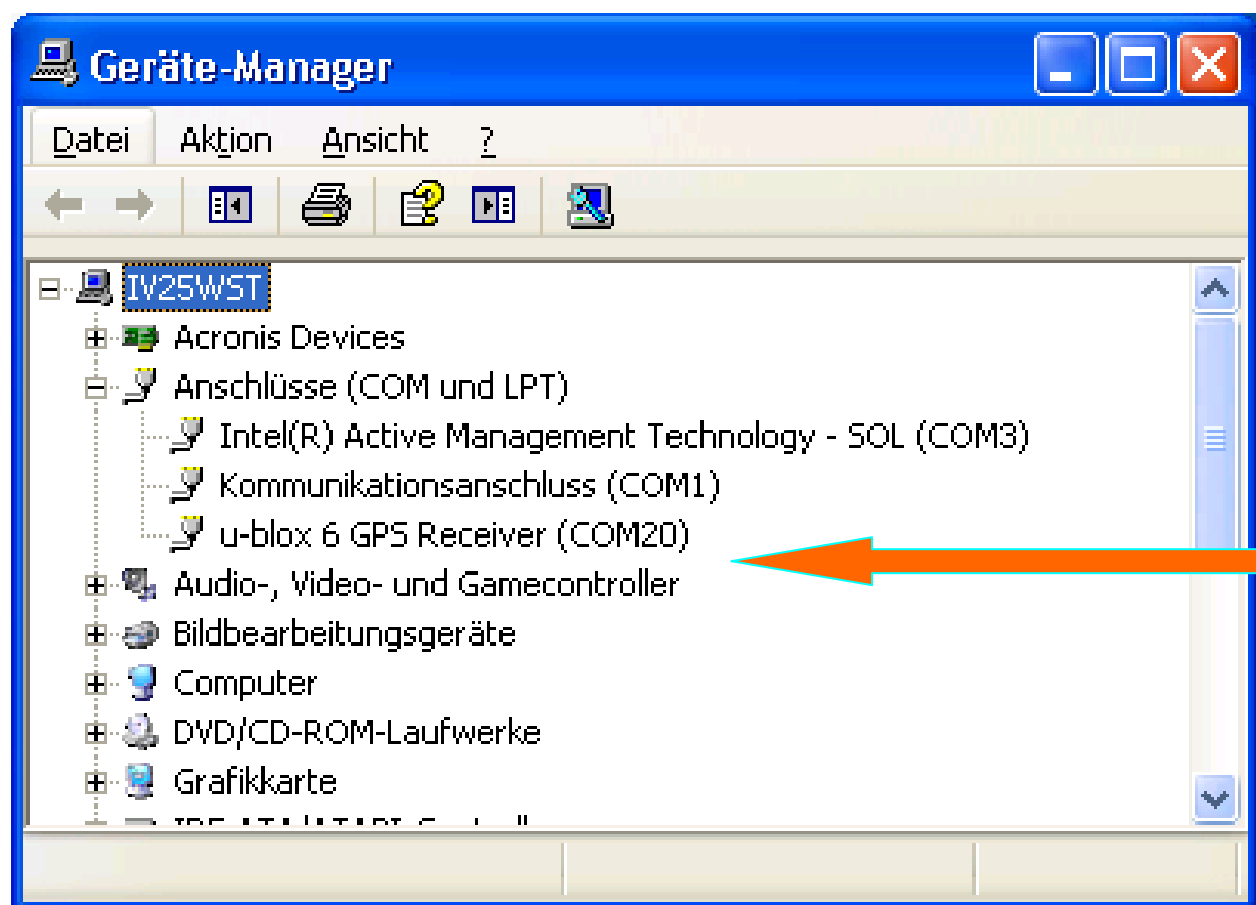 Geräte-Manager
Datei Aktion Ansicht ?
IV25WST
Acronis Devices
Anschlüsse (COM und LPT)
Intel(R) Active Management Technology - SOL (COM3)
Kommunikationsanschluss (COM1)
u-blox 6 GPS Receiver (COM20)
Audio-, Video- und Gamecontroller
Bildbearbeitungsgeräte
Computer
DVD/CD-ROM-Laufwerke
Grafikkarte